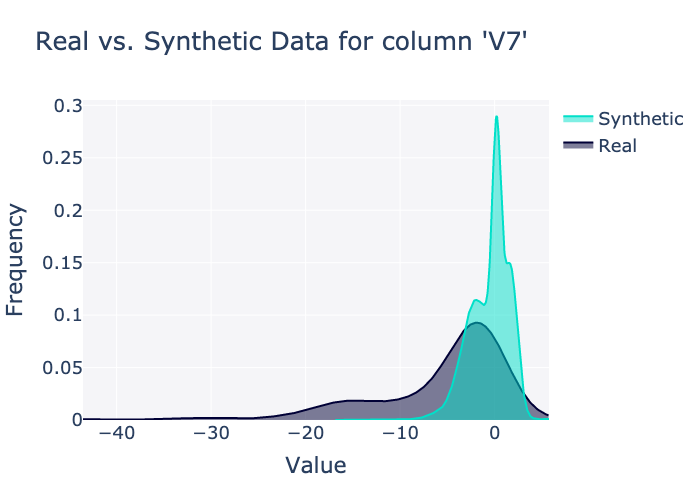 Real vs. Synthetic Data for column 'V7'
Synthetic
Real
Frequency
0.3
0.25
0.2
0.15
0.1
0.05
0
−40
−30
−20
−10
0
Value